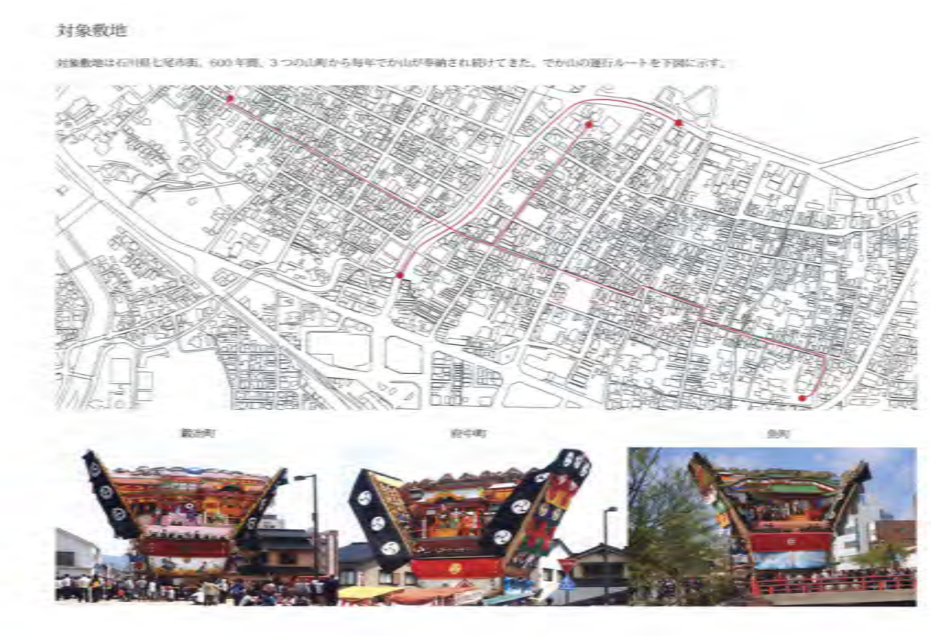 対象敷地
対象敷地は石川県七尾市街。600年間、3つの山町から毎年でか山が奉納され続けてきた。でか山の運行ルートを下図に示す。
鍛冶町
府中町
魚町